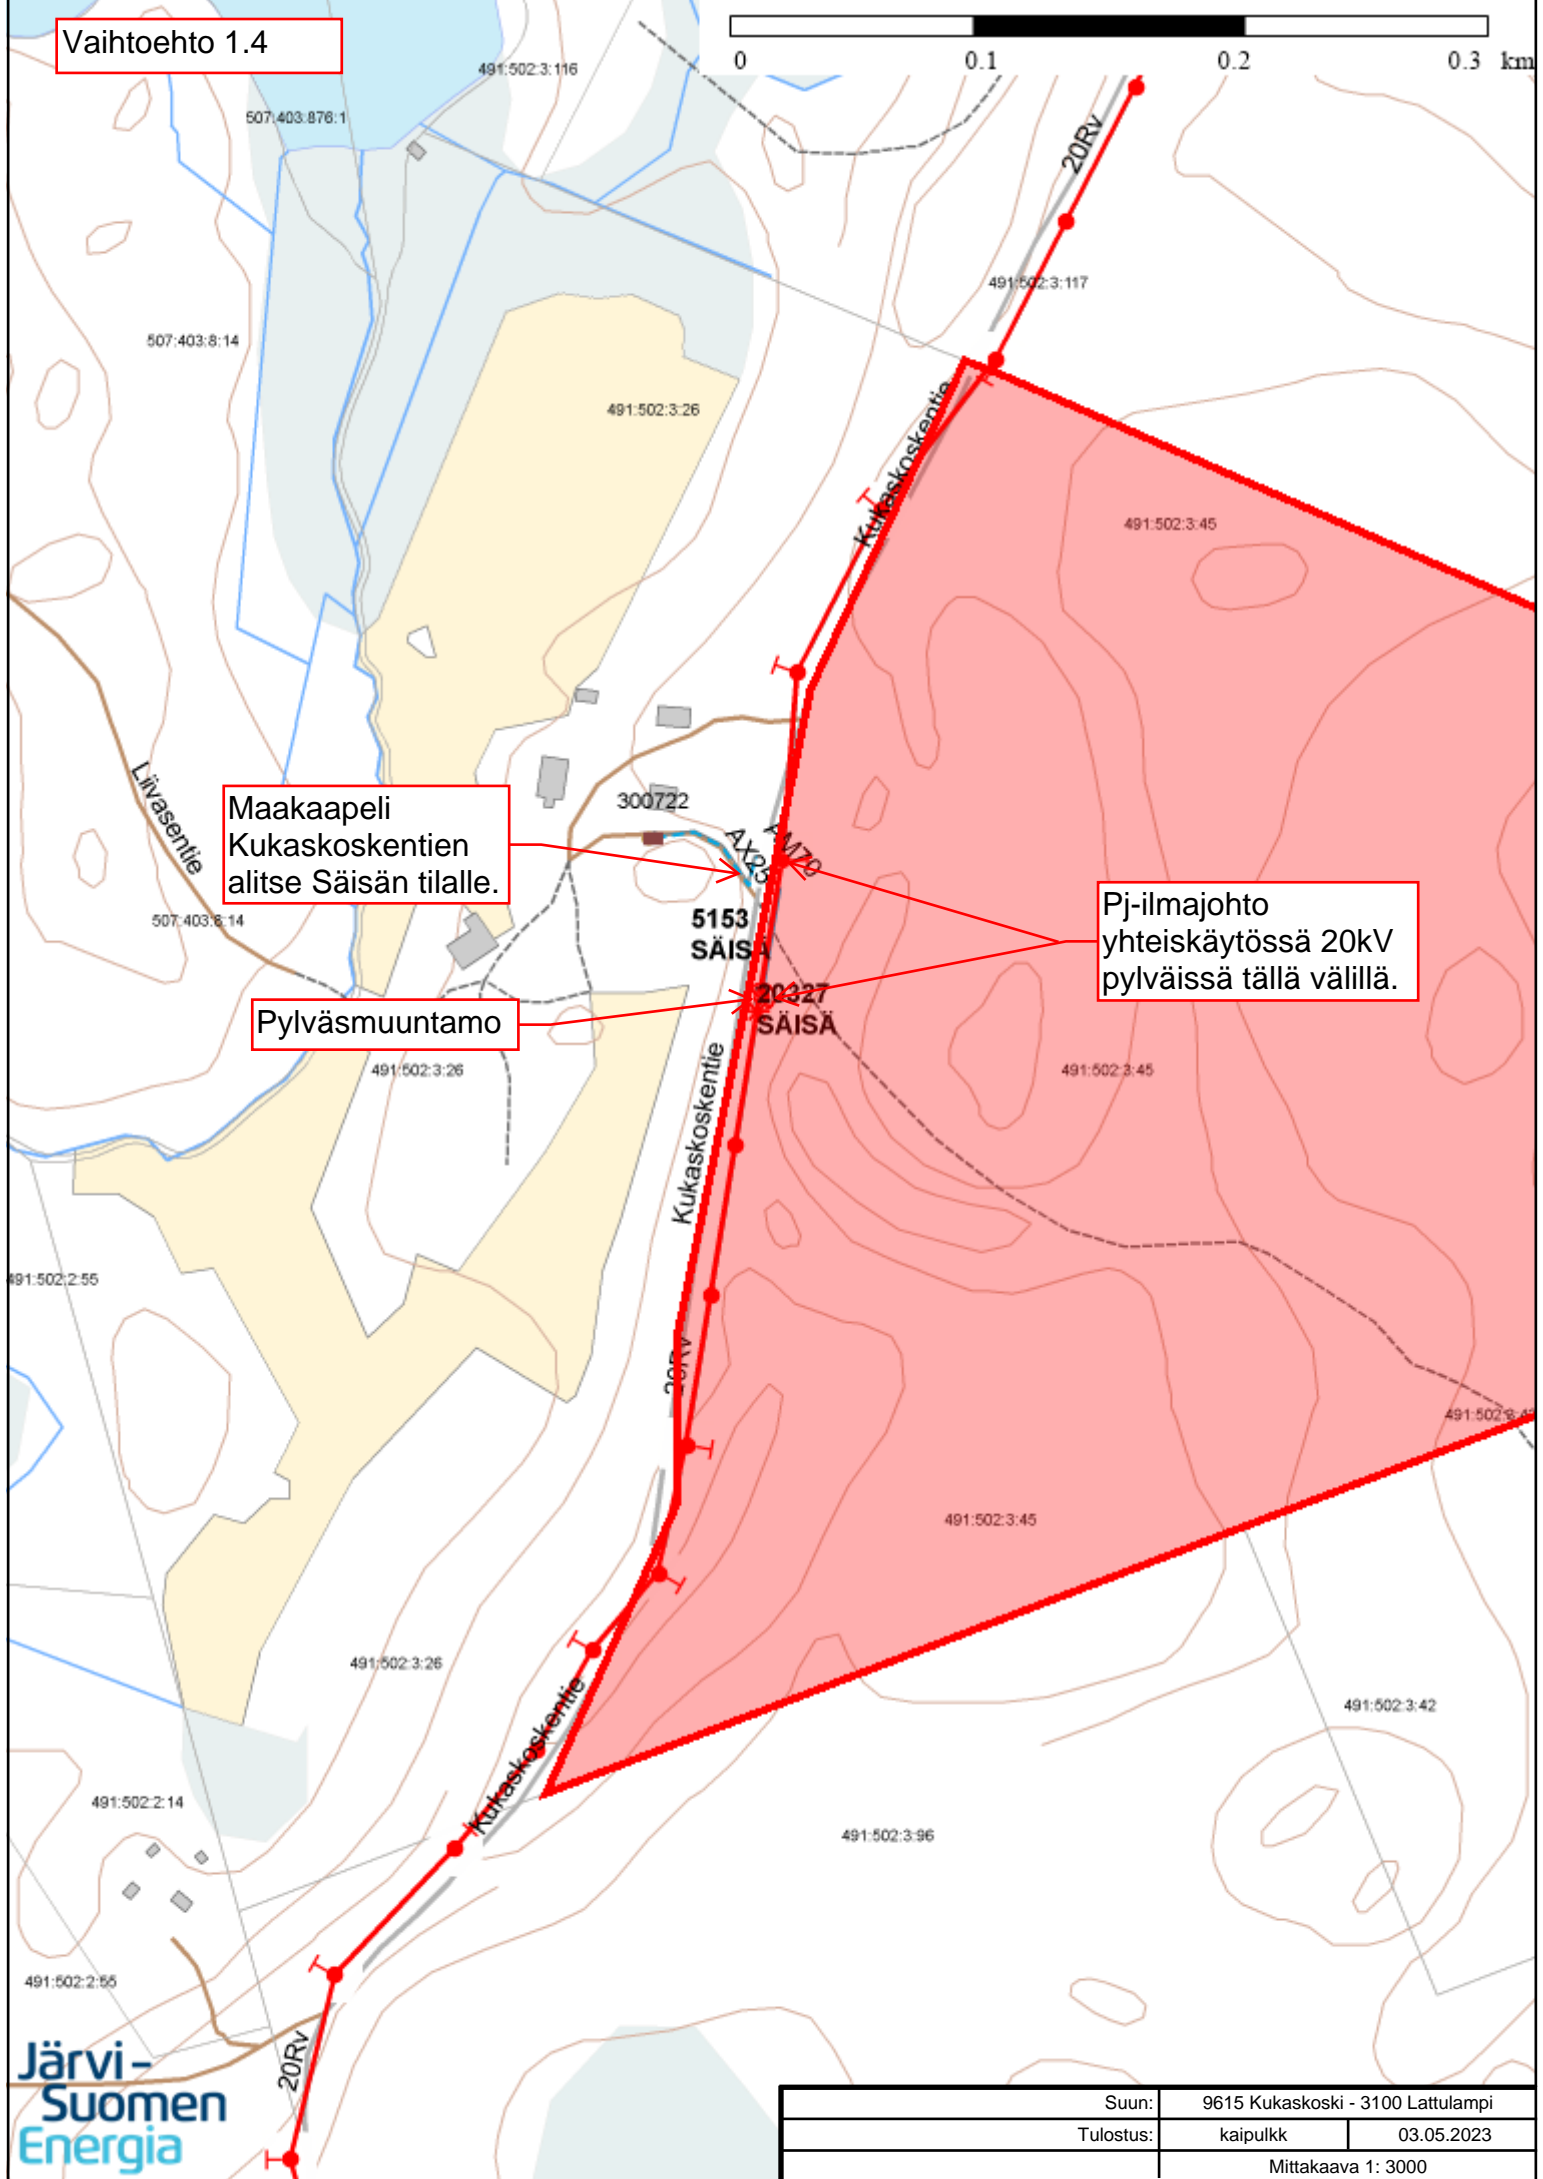 Vaihtoehto 1.4
0 0.1 0.2 0.3 km
491:502:3:116
507:403:876:1
20Rv
491:502:3:117
507:403:8:14
491:502:3:26
Kukaskoskentie
491:502:3:45
Liivasentie
300722
Maakaapeli
Kukaskoskentien
alitse Säisän tilalle.
AX25
AM70
507:403:8:14
5153
SÄISÄ
Pj-ilmajohto
yhteiskäytössä 20kV
pylväissä tällä välillä.
20327
SÄISÄ
Pylväsmuuntamo
491:502:3:26
491:502:3:45
Kukaskoskentie
491:502:2:55
20Rv
491:502:3:45
491:502:3:26
Kukaskoskentie
491:502:3:42
491:502:2:14
491:502:3:96
491:502:2:55
20Rv
Järvi-
Suomen
Energia
Suun: 9615 Kukaskoski - 3100 Lattulampi
Tulostus: kaipulkk 03.05.2023
Mittakaava 1: 3000